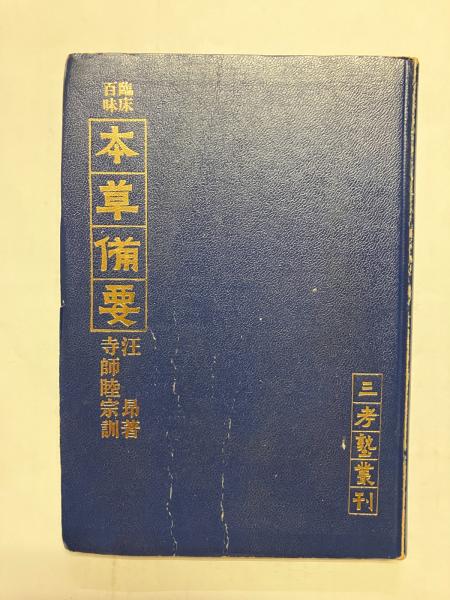 臨床
百味
本草備要
汪昂著
寺師睦宗訓
三考塾叢刊